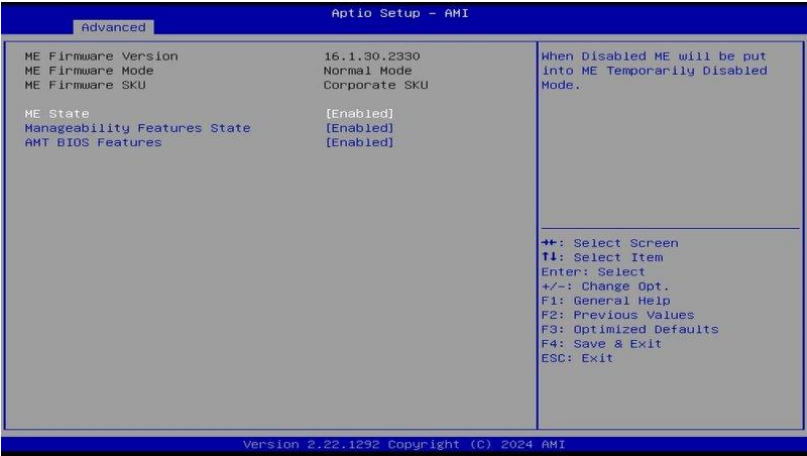 Aptio Setup – AMI
Advanced
ME Firmware Version 16.1.30.2330
ME Firmware Mode Normal Mode
ME Firmware SKU Corporate SKU
ME State [Enabled]
Manageability Features State [Enabled]
AMT BIOS Features [Enabled]
When Disabled ME will be put
into ME Temporarily Disabled
Mode.
→←: Select Screen
↑↓: Select Item
Enter: Select
+/-: Change Opt.
F1: General Help
F2: Previous Values
F3: Optimized Defaults
F4: Save & Exit
ESC: Exit
Version 2.22.1292 Copyright (C) 2024 AMI